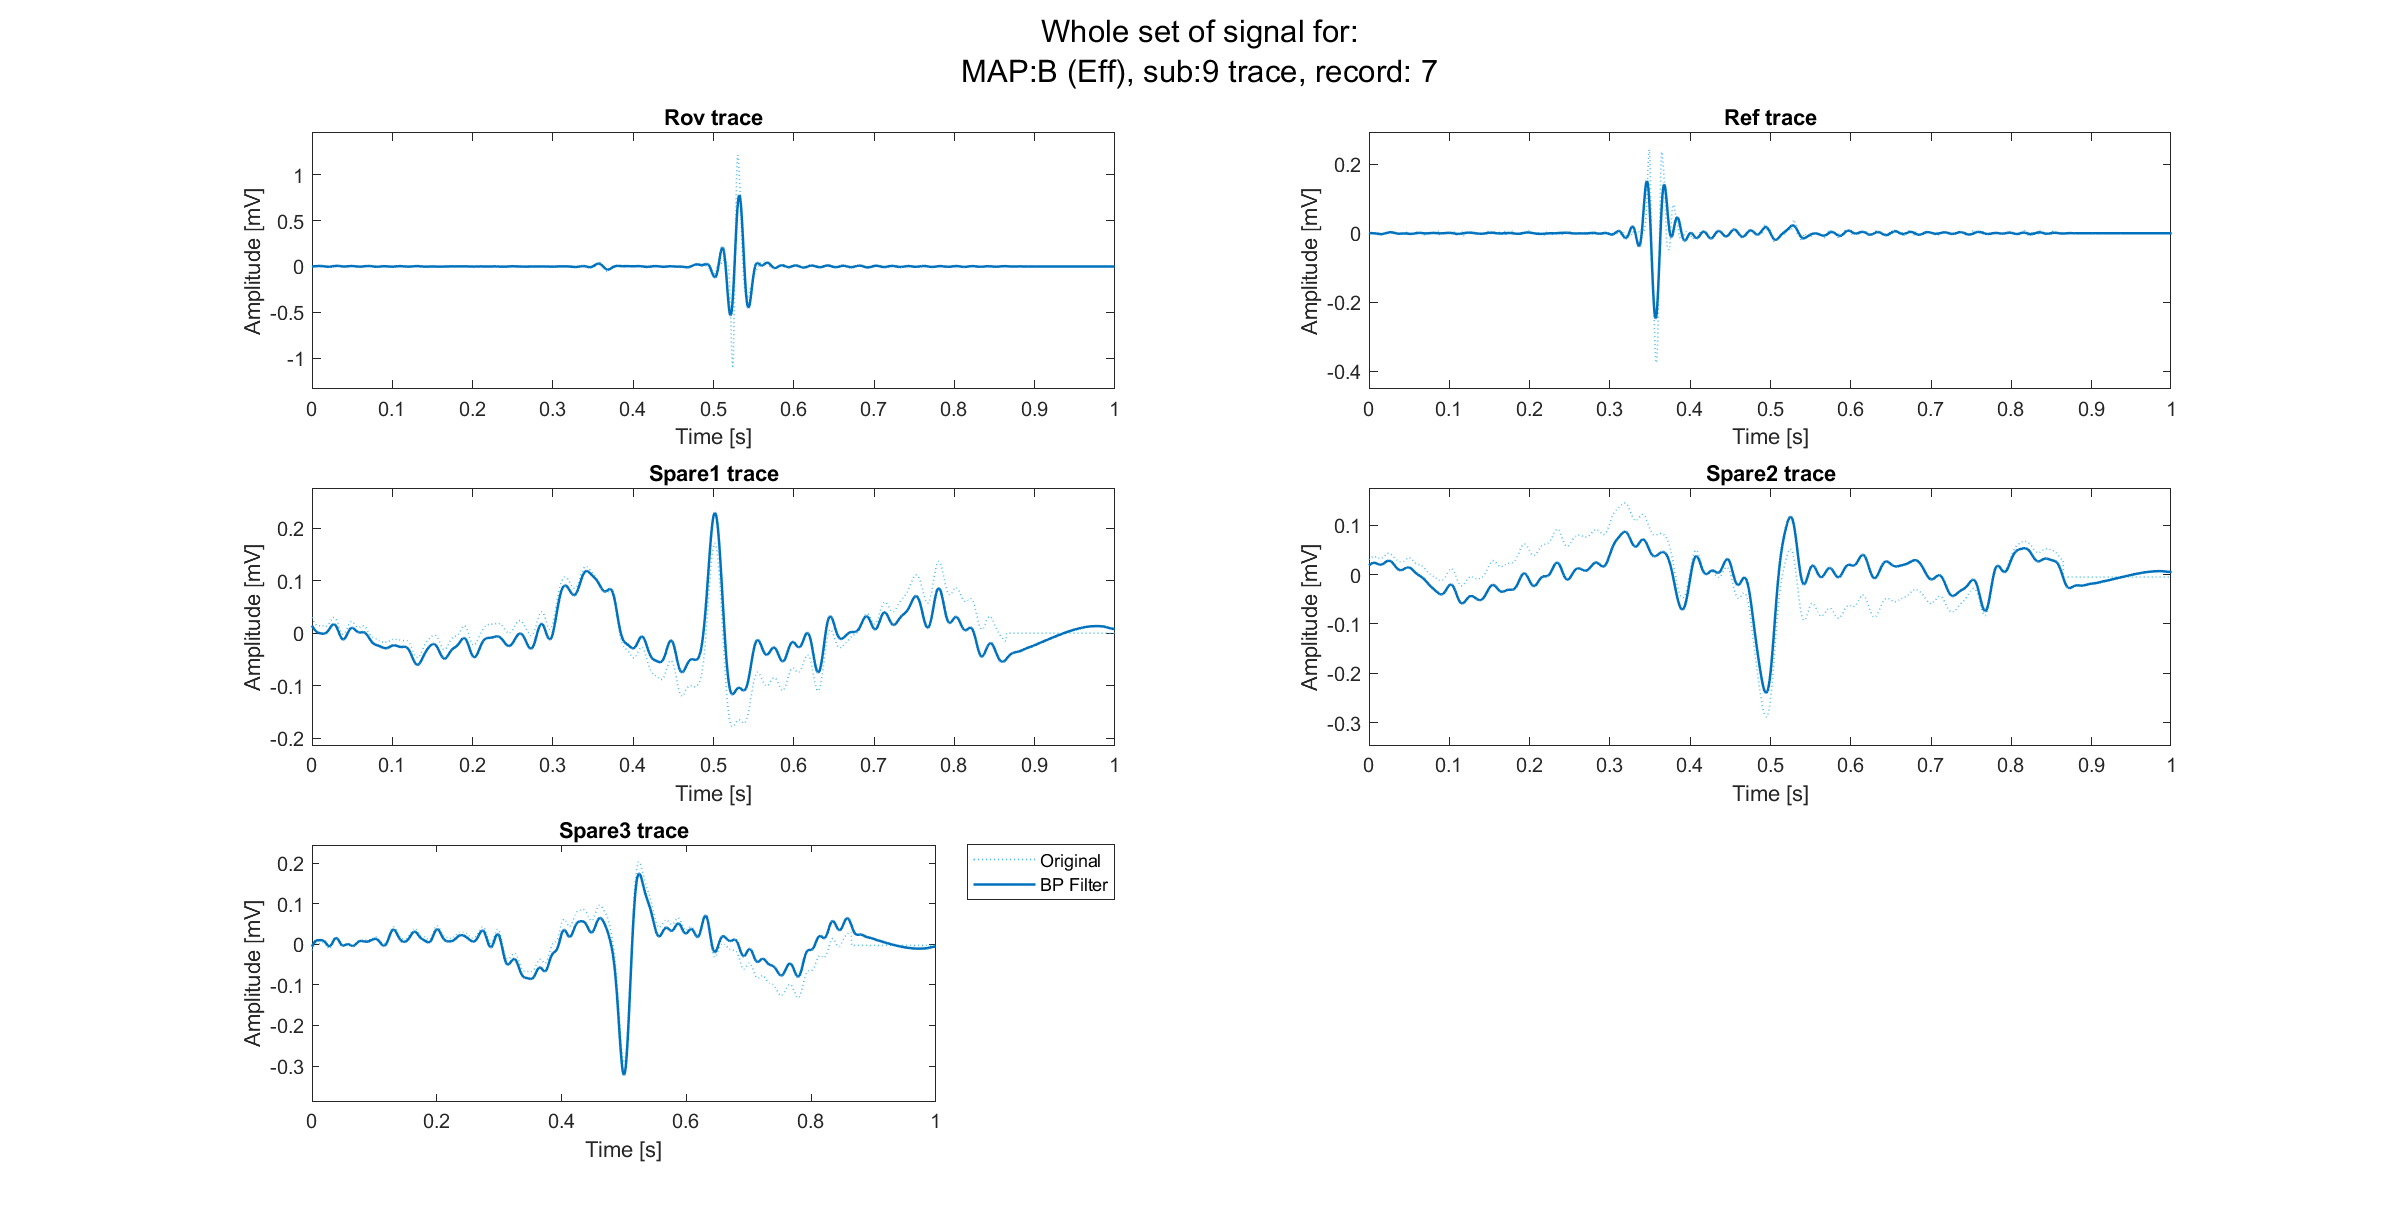 Whole set of signal for:
MAP:B (Eff), sub:9 trace, record: 7
Rov trace
Amplitude [mV]
1
0.5
0
-0.5
-1
0 0.1 0.2 0.3 0.4 0.5 0.6 0.7 0.8 0.9 1
Time [s]
Ref trace
Amplitude [mV]
0.2
0
-0.2
-0.4
0 0.1 0.2 0.3 0.4 0.5 0.6 0.7 0.8 0.9 1
Time [s]
Spare1 trace
Amplitude [mV]
0.2
0.1
0
-0.1
-0.2
0 0.1 0.2 0.3 0.4 0.5 0.6 0.7 0.8 0.9 1
Time [s]
Spare2 trace
Amplitude [mV]
0.1
0
-0.1
-0.2
-0.3
0 0.1 0.2 0.3 0.4 0.5 0.6 0.7 0.8 0.9 1
Time [s]
Spare3 trace
Amplitude [mV]
0.2
0.1
0
-0.1
-0.2
-0.3
0 0.2 0.4 0.6 0.8 1
Time [s]
Original
BP Filter